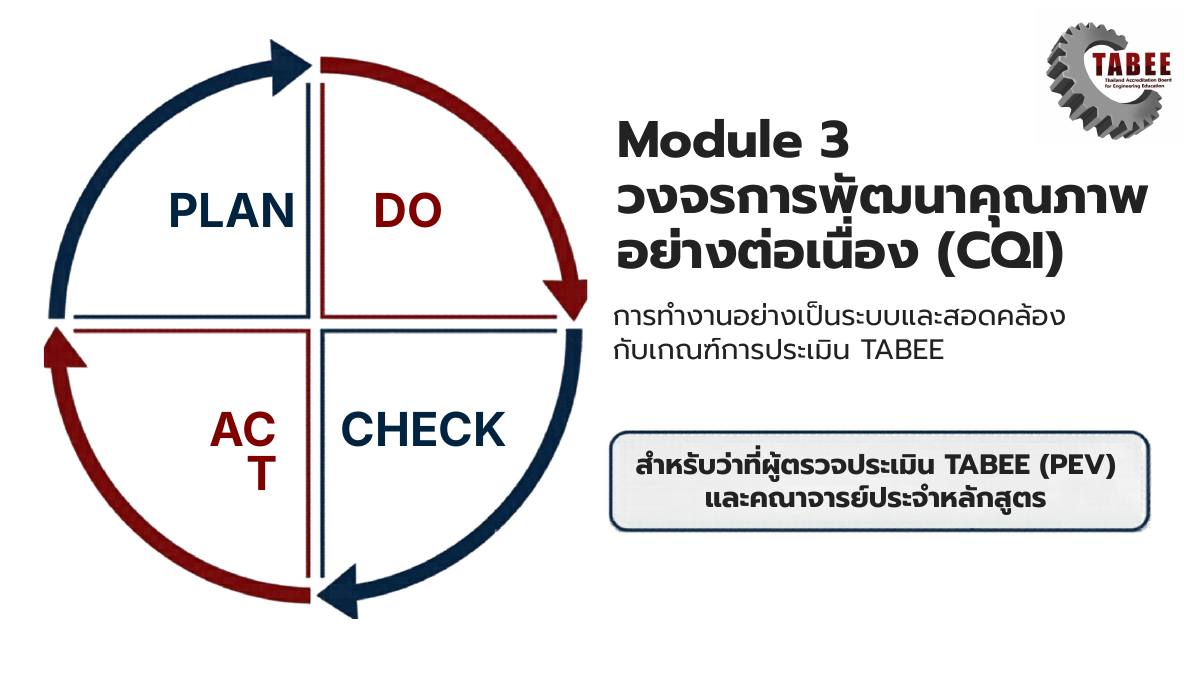 TABEE
Thailand Accreditation Board
for Engineering Education
Module 3
วงจรการพัฒนาคุณภาพ
อย่างต่อเนื่อง (CQI)
การทำงานอย่างเป็นระบบและสอดคล้อง
กับเกณฑ์การประเมิน TABEE
สำหรับว่าที่ผู้ตรวจประเมิน TABEE (PEV)
และคณาจารย์ประจำหลักสูตร
PLAN
DO
AC
T
CHECK